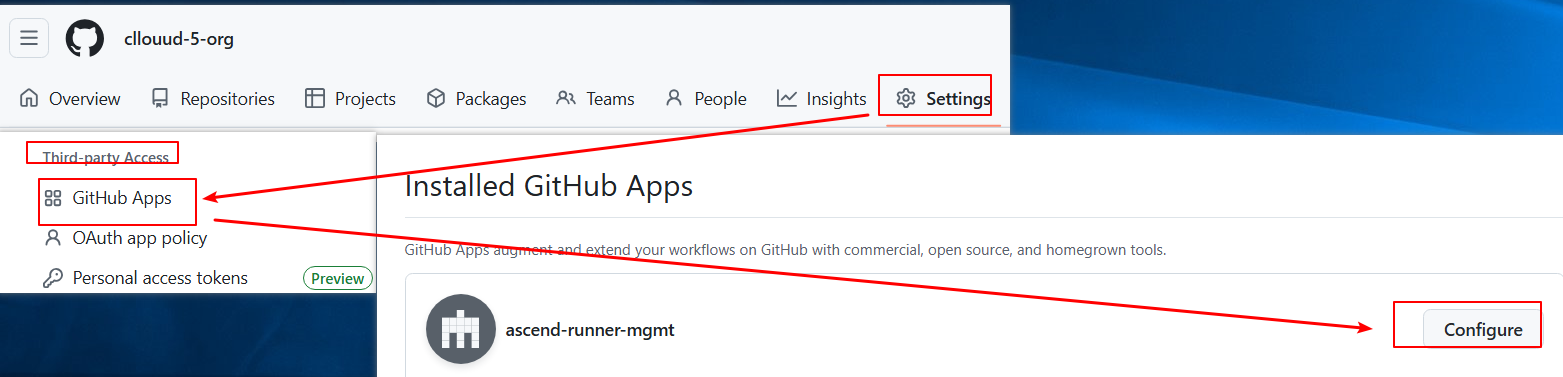 cllouud-5-org
Overview Repositories Projects Packages Teams People Insights Settings
Third-party Access
GitHub Apps
OAuth app policy
Personal access tokens Preview
Installed GitHub Apps
GitHub Apps augment and extend your workflows on GitHub with commercial, open source, and homegrown tools.
ascend-runner-mgmt Configure